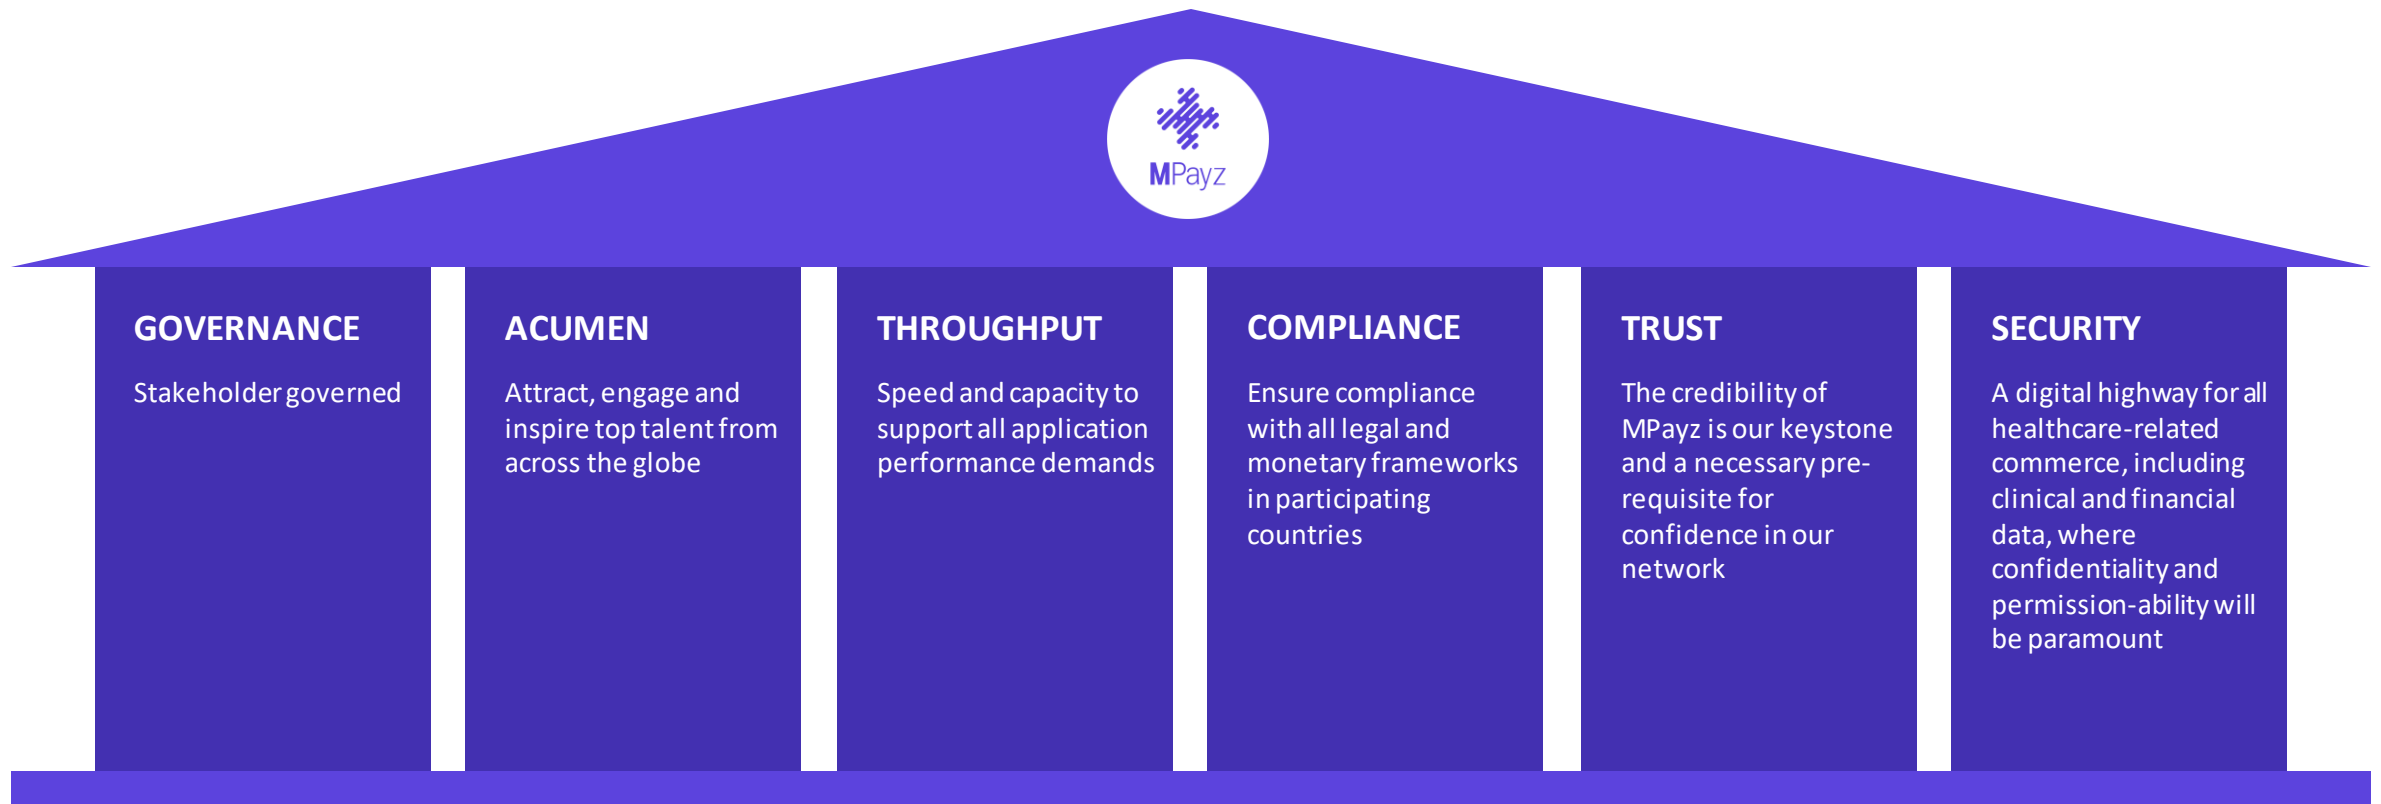 MPayz
GOVERNANCE
Stakeholder governed
ACUMEN
Attract, engage and
inspire top talent from
across the globe
THROUGHPUT
Speed and capacity to
support all application
performance demands
COMPLIANCE
Ensure compliance
with all legal and
monetary frameworks
in participating
countries
TRUST
The credibility of
MPayz is our keystone
and a necessary pre-
requisite for
confidence in our
network
SECURITY
A digital highway for all
healthcare-related
commerce, including
clinical and financial
data, where
confidentiality and
permission-ability will
be paramount